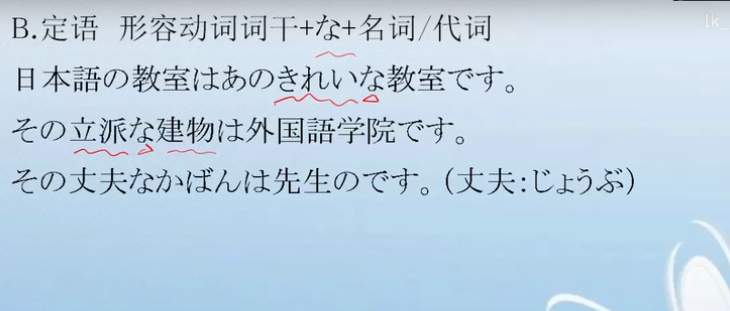 B.定语 形容动词词干+な+名词/代词
lk_
日本語の教室はあのきれいな教室です。
その立派な建物は外国語学院です。
その丈夫なかばんは先生のです。(丈夫:じょうぶ)